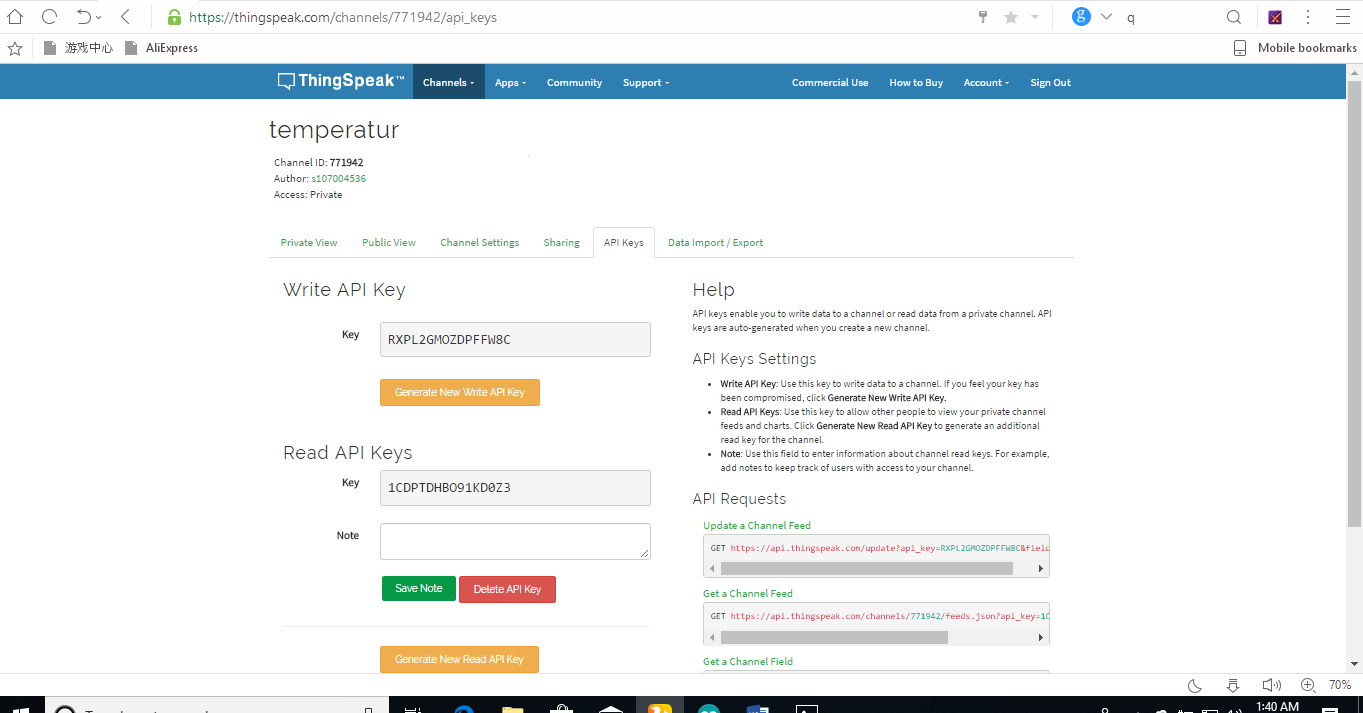 https://thingspeak.com/channels/771942/api_keys
q
游戏中心 AliExpress Mobile bookmarks
ThingSpeak™ Channels Apps Community Support Commercial Use How to Buy Account Sign Out
temperatur
Channel ID: 771942
Author: s107004536
Access: Private
Private View Public View Channel Settings Sharing API Keys Data Import / Export
Write API Key
Key RXPL2GMOZDPFFW8C
Generate New Write API Key
Read API Keys
Key 1CDPTDHBO91KD0Z3
Note
Save Note Delete API Key
Generate New Read API Key
Help
API keys enable you to write data to a channel or read data from a private channel. API
keys are auto-generated when you create a new channel.
API Keys Settings
• Write API Key: Use this key to write data to a channel. If you feel your key has
been compromised, click Generate New Write API Key.
• Read API Keys: Use this key to allow other people to view your private channel
feeds and charts. Click Generate New Read API Key to generate an additional
read key for the channel.
• Note: Use this field to enter information about channel read keys. For example,
add notes to keep track of users with access to your channel.
API Requests
Update a Channel Feed
GET https://api.thingspeak.com/update?api_key=RXPL2GMOZDPFFW8C&field
Get a Channel Feed
GET https://api.thingspeak.com/channels/771942/feeds.json?api_key=1C
Get a Channel Field
70%
1:40 AM